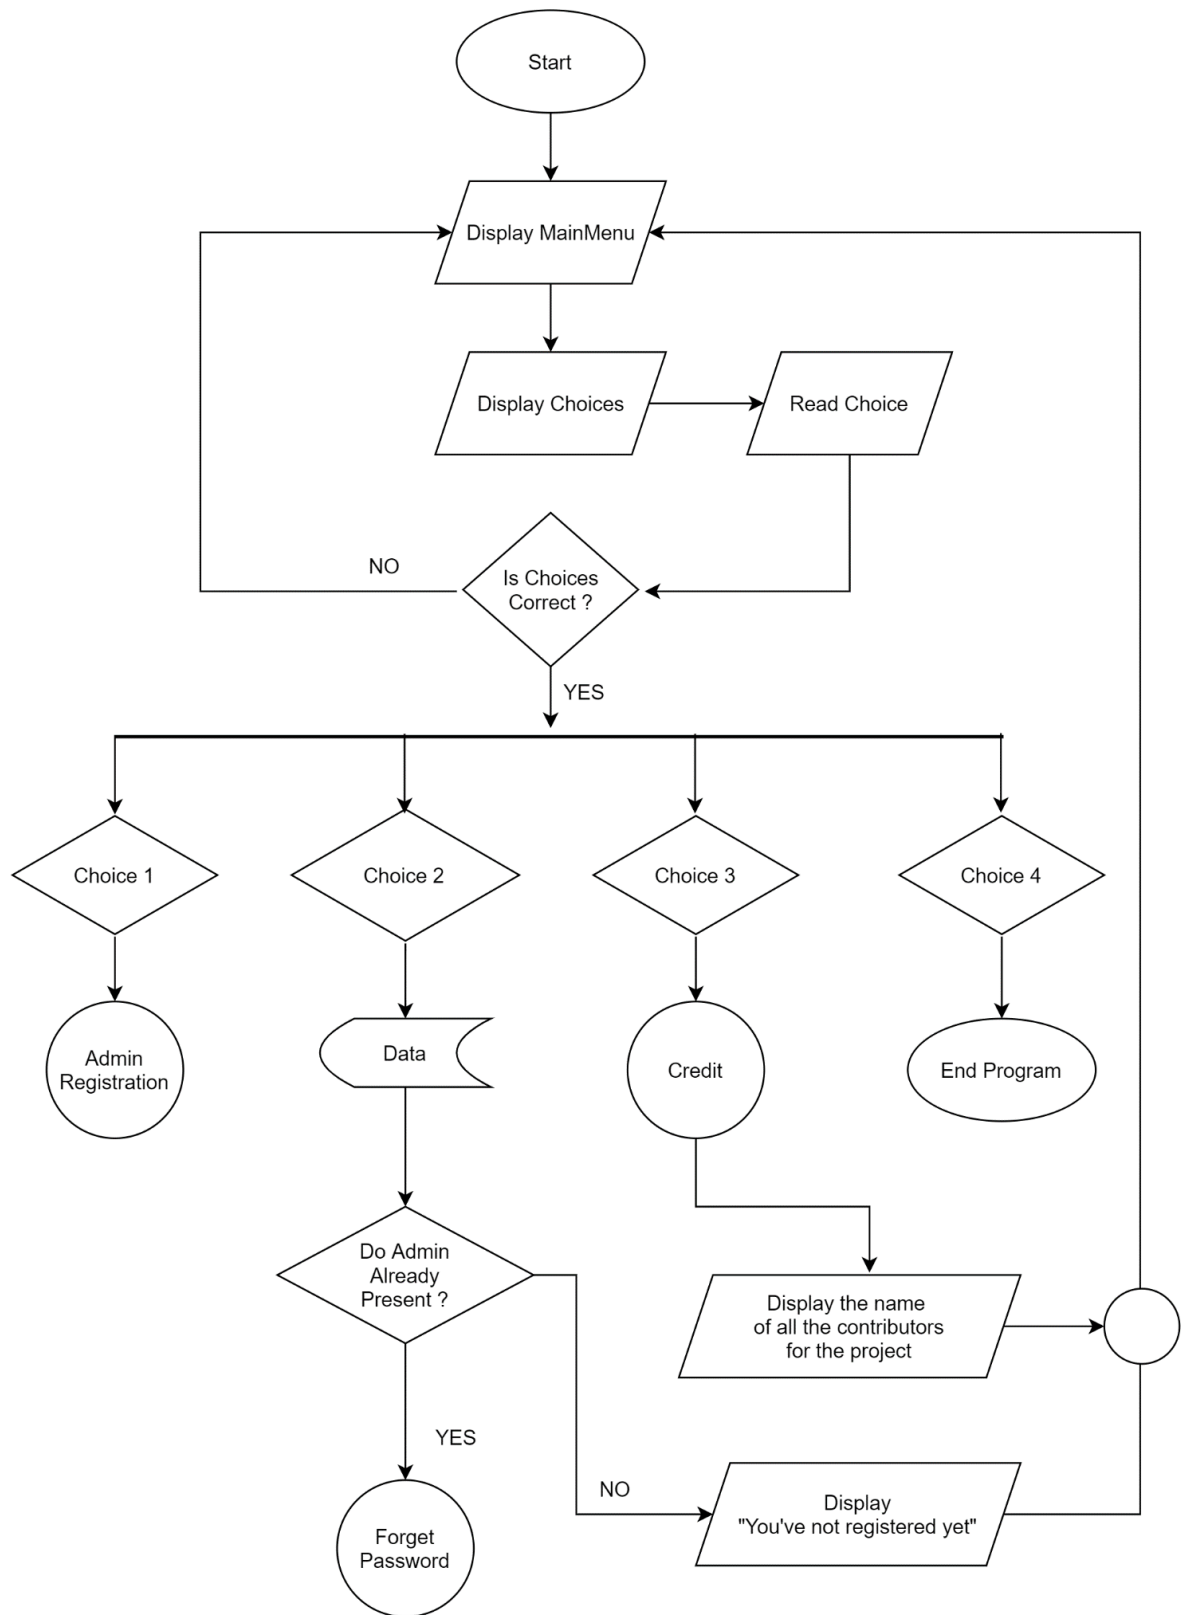 Start
Display MainMenu
Display Choices
Read Choice
NO
Is Choices
Correct ?
YES
Choice 1
Choice 2
Choice 3
Choice 4
Admin
Registration
Data
Credit
End Program
Do Admin
Already
Present ?
Display the name
of all the contributors
for the project
YES
NO
Display
"You've not registered yet"
Forget
Password